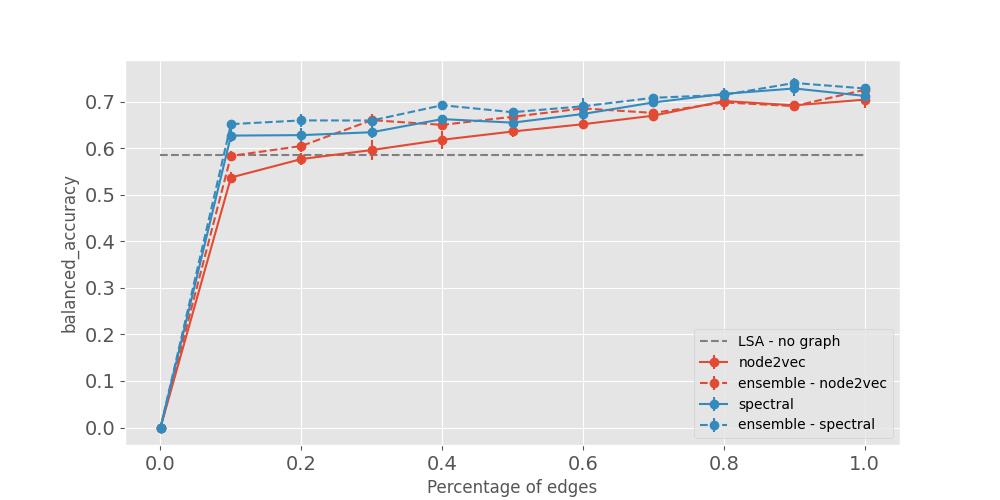 0.7
0.6
0.5
0.4
0.3
0.2
0.1
0.0
balanced_accuracy
LSA - no graph
node2vec
ensemble - node2vec
spectral
ensemble - spectral
0.0 0.2 0.4 0.6 0.8 1.0
Percentage of edges